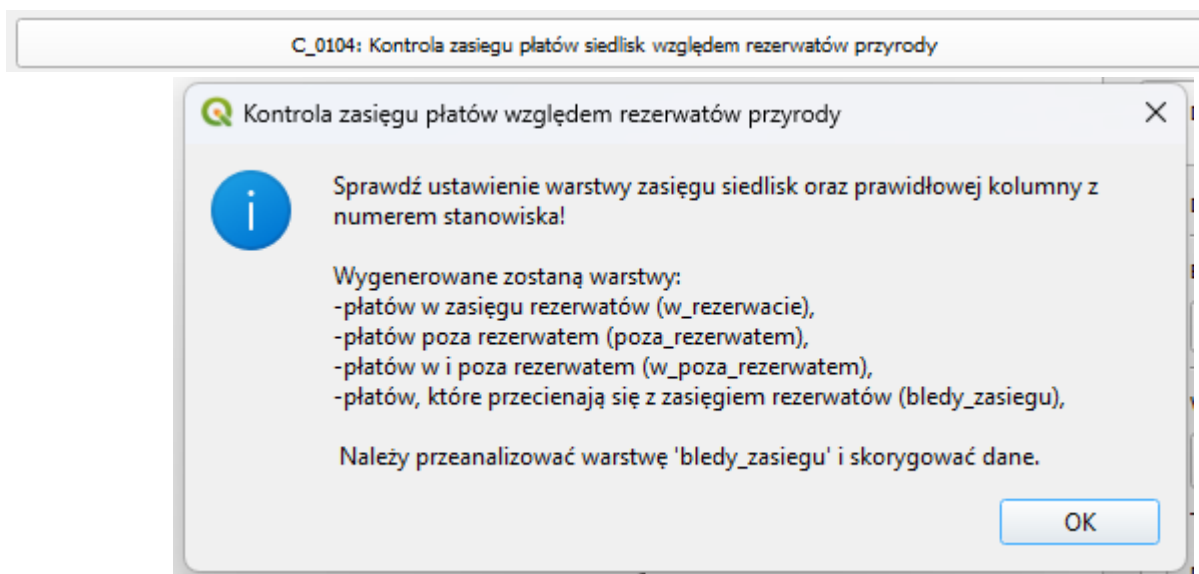 C_0104: Kontrola zasiegu płatów siedlisk względem rezerwatów przyrody
Kontrola zasięgu płatów względem rezerwatów przyrody
Sprawdź ustawienie warstwy zasięgu siedlisk oraz prawidłowej kolumny z
numerem stanowiska!
Wygenerowane zostaną warstwy:
-płatów w zasięgu rezerwatów (w_rezerwacie),
-płatów poza rezerwatem (poza_rezerwatem),
-płatów w i poza rezerwatem (w_poza_rezerwatem),
-płatów, które przecienają się z zasięgiem rezerwatów (bledy_zasiegu),
Należy przeanalizować warstwę 'bledy_zasiegu' i skorygować dane.
OK